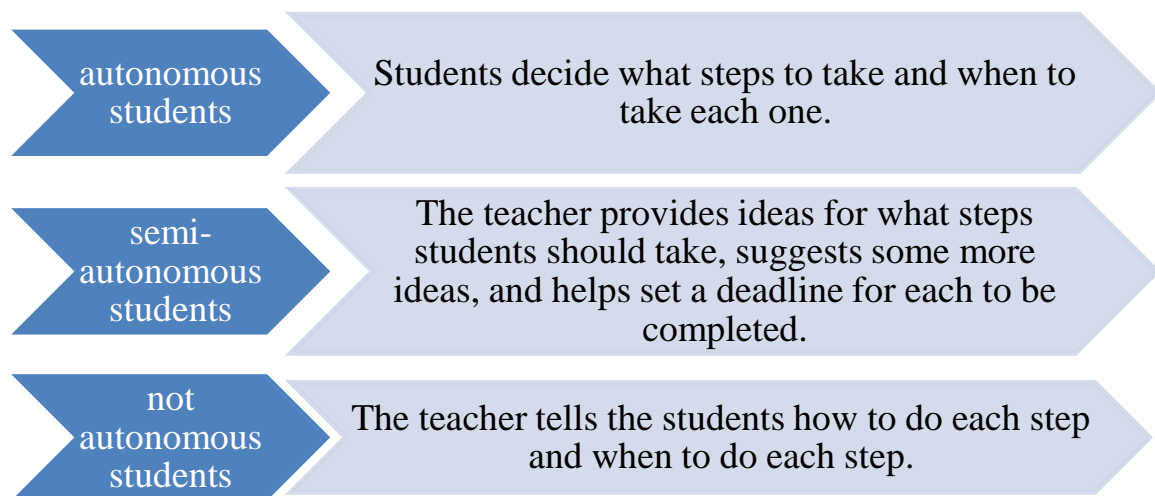 autonomous
students
Students decide what steps to take and when to
take each one.
semi-
autonomous
students
The teacher provides ideas for what steps
students should take, suggests some more
ideas, and helps set a deadline for each to be
completed.
not
autonomous
students
The teacher tells the students how to do each step
and when to do each step.